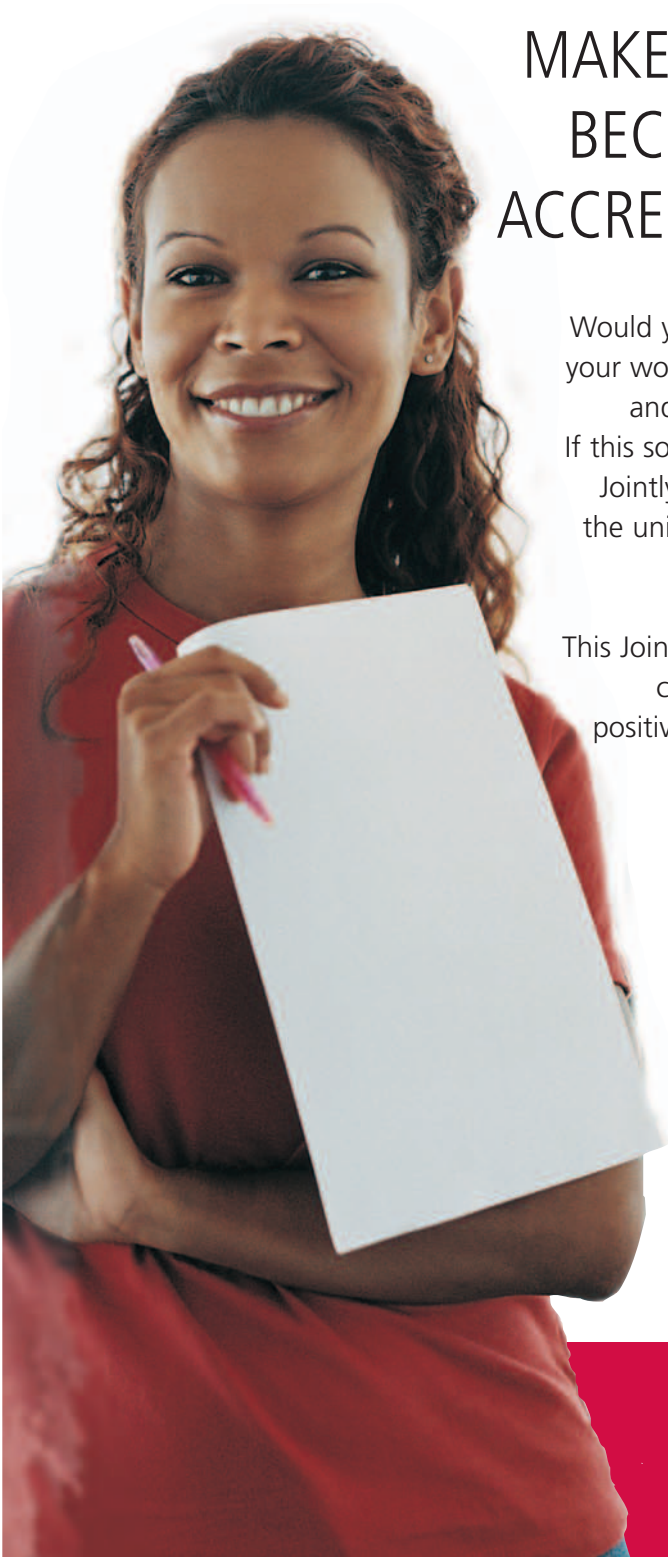 MAKE
BEC
ACCRE
Would y
your wo
and
If this so
Jointly
the uni
This Join
c
positiv